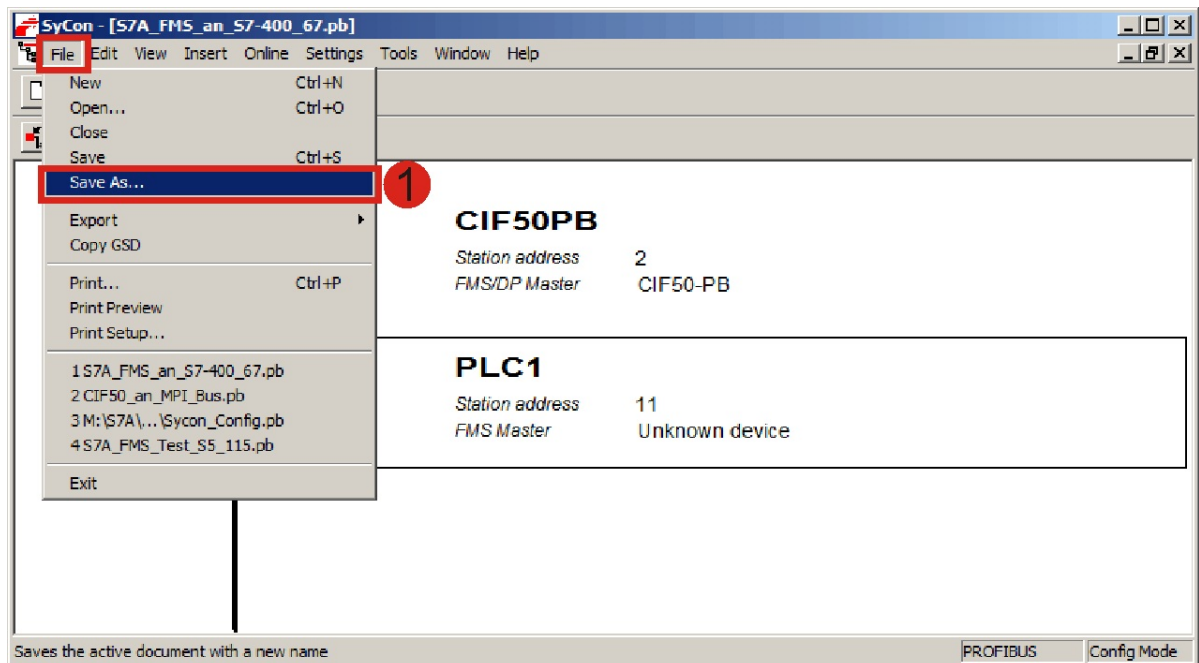 SyCon - [S7A_FMS_an_S7-400_67.pb]
File Edit View Insert Online Settings Tools Window Help
New Ctrl+N
Open... Ctrl+O
Close
Save Ctrl+S
Save As...
1
Export
Copy GSD
Print... Ctrl+P
Print Preview
Print Setup...
1 S7A_FMS_an_S7-400_67.pb
2 CIF50_an_MPI_Bus.pb
3 M:\S7A\...\Sycon_Config.pb
4 S7A_FMS_Test_S5_115.pb
Exit
CIF50PB
Station address 2
FMS/DP Master CIF50-PB
PLC1
Station address 11
FMS Master Unknown device
Saves the active document with a new name PROFIBUS Config Mode